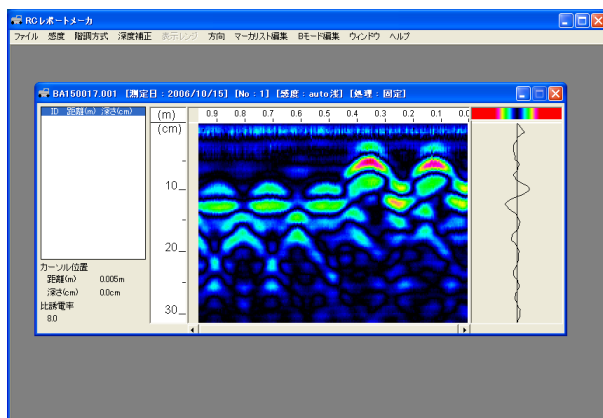 RCレポートメーカ
ファイル 感度 階調方式 深度補正 表示レンジ 方向 マーカリスト編集 Bモード編集 ウィンドウ ヘルプ
BA150017.001 [測定日:2006/10/15] [No:1] [感度:auto浅] [処理:固定]
ID 距離(m) 深さ(cm)
(m) 0.9 0.8 0.7 0.6 0.5 0.4 0.3 0.2 0.1 0.0
(cm)
10
20
30
カーソル位置
距離(m) 0.005m
深さ(cm) 0.0cm
比誘電率
8.0